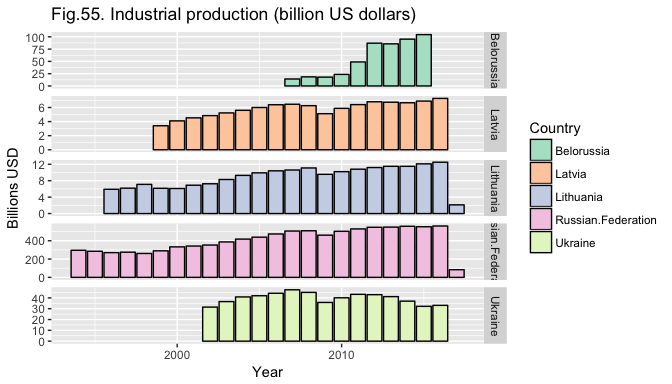 Fig.55. Industrial production (billion US dollars)
Billions USD
100
75
50
25
0
Belorussia
6
4
2
0
Latvia
12
8
4
0
Lithuania
400
200
0
sian.Federa
40
30
20
10
0
Ukraine
2000
2010
Year
Country
Belorussia
Latvia
Lithuania
Russian.Federation
Ukraine